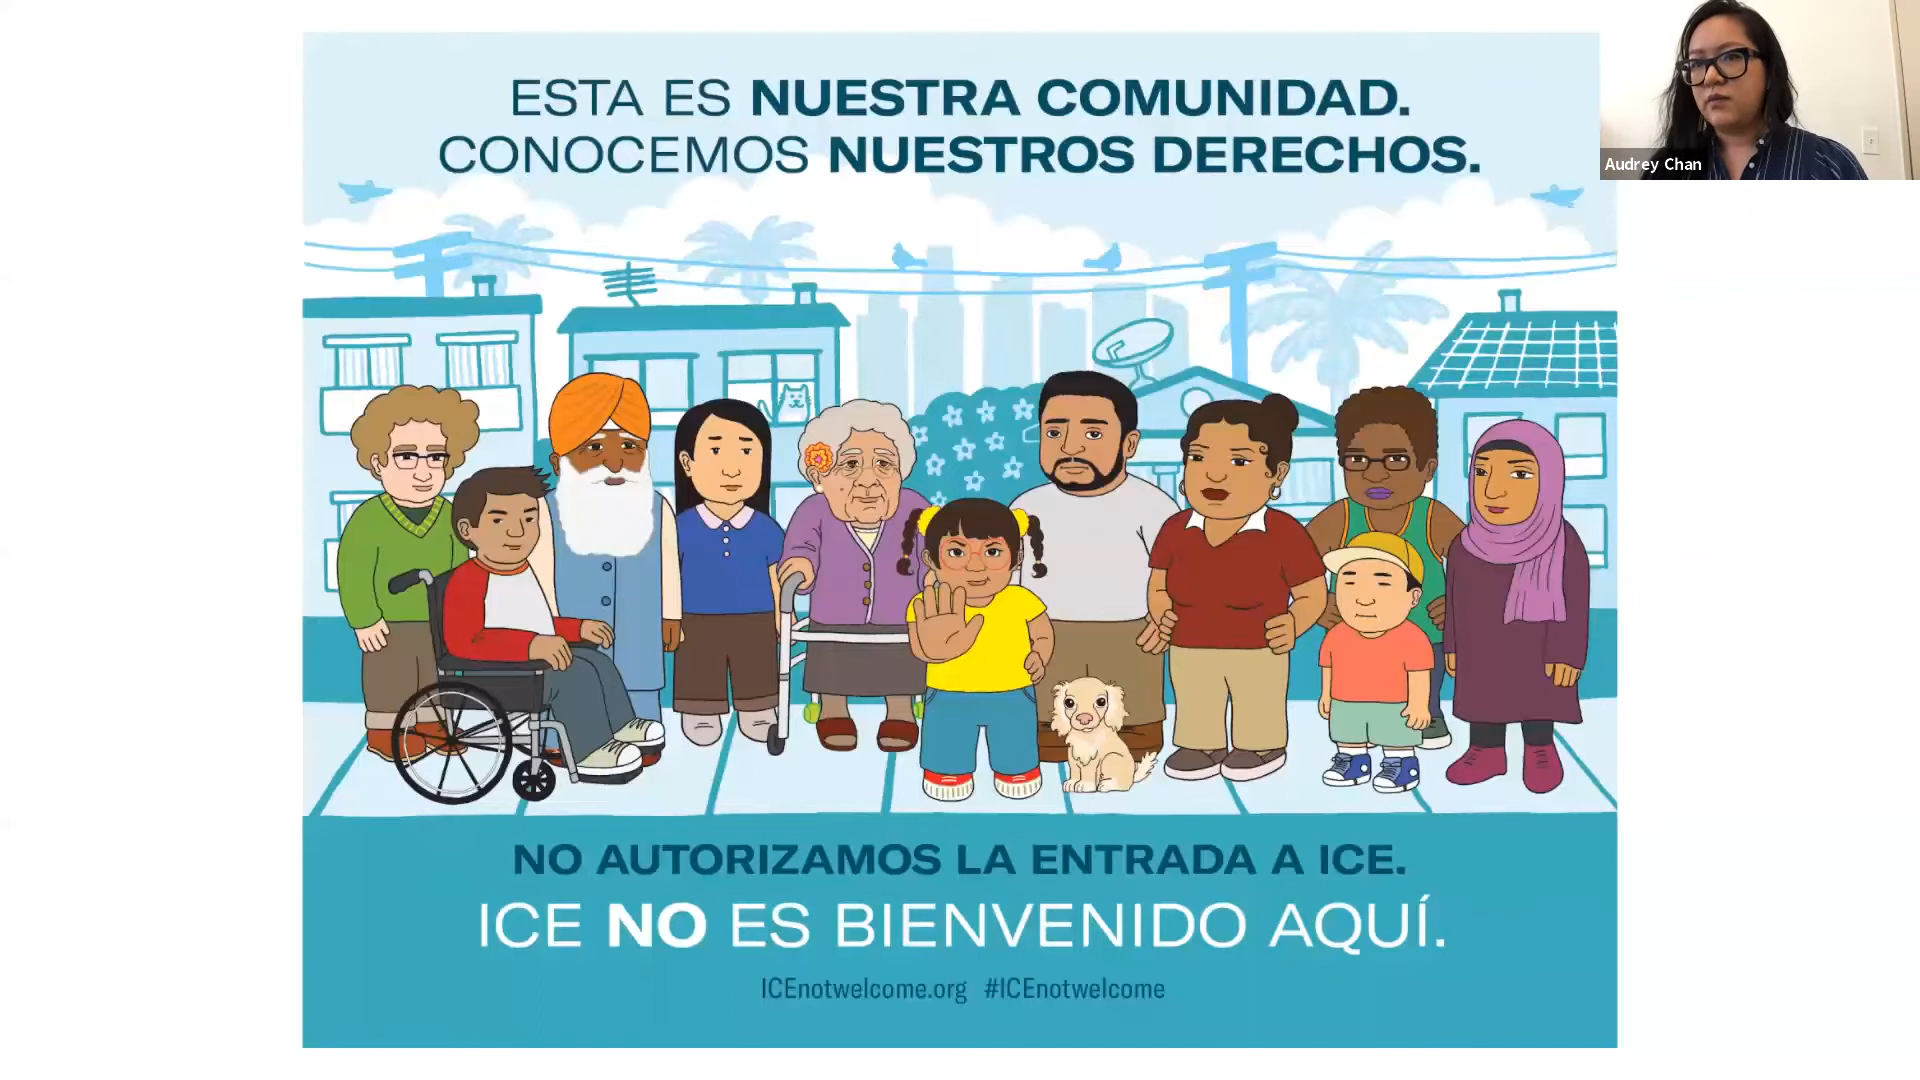 ESTA ES NUESTRA COMUNIDAD.
CONOCEMOS NUESTROS DERECHOS.
Audrey Chan
NO AUTORIZAMOS LA ENTRADA A ICE.
ICE NO ES BIENVENIDO AQUÍ.
ICEnotwelcome.org #ICEnotwelcome